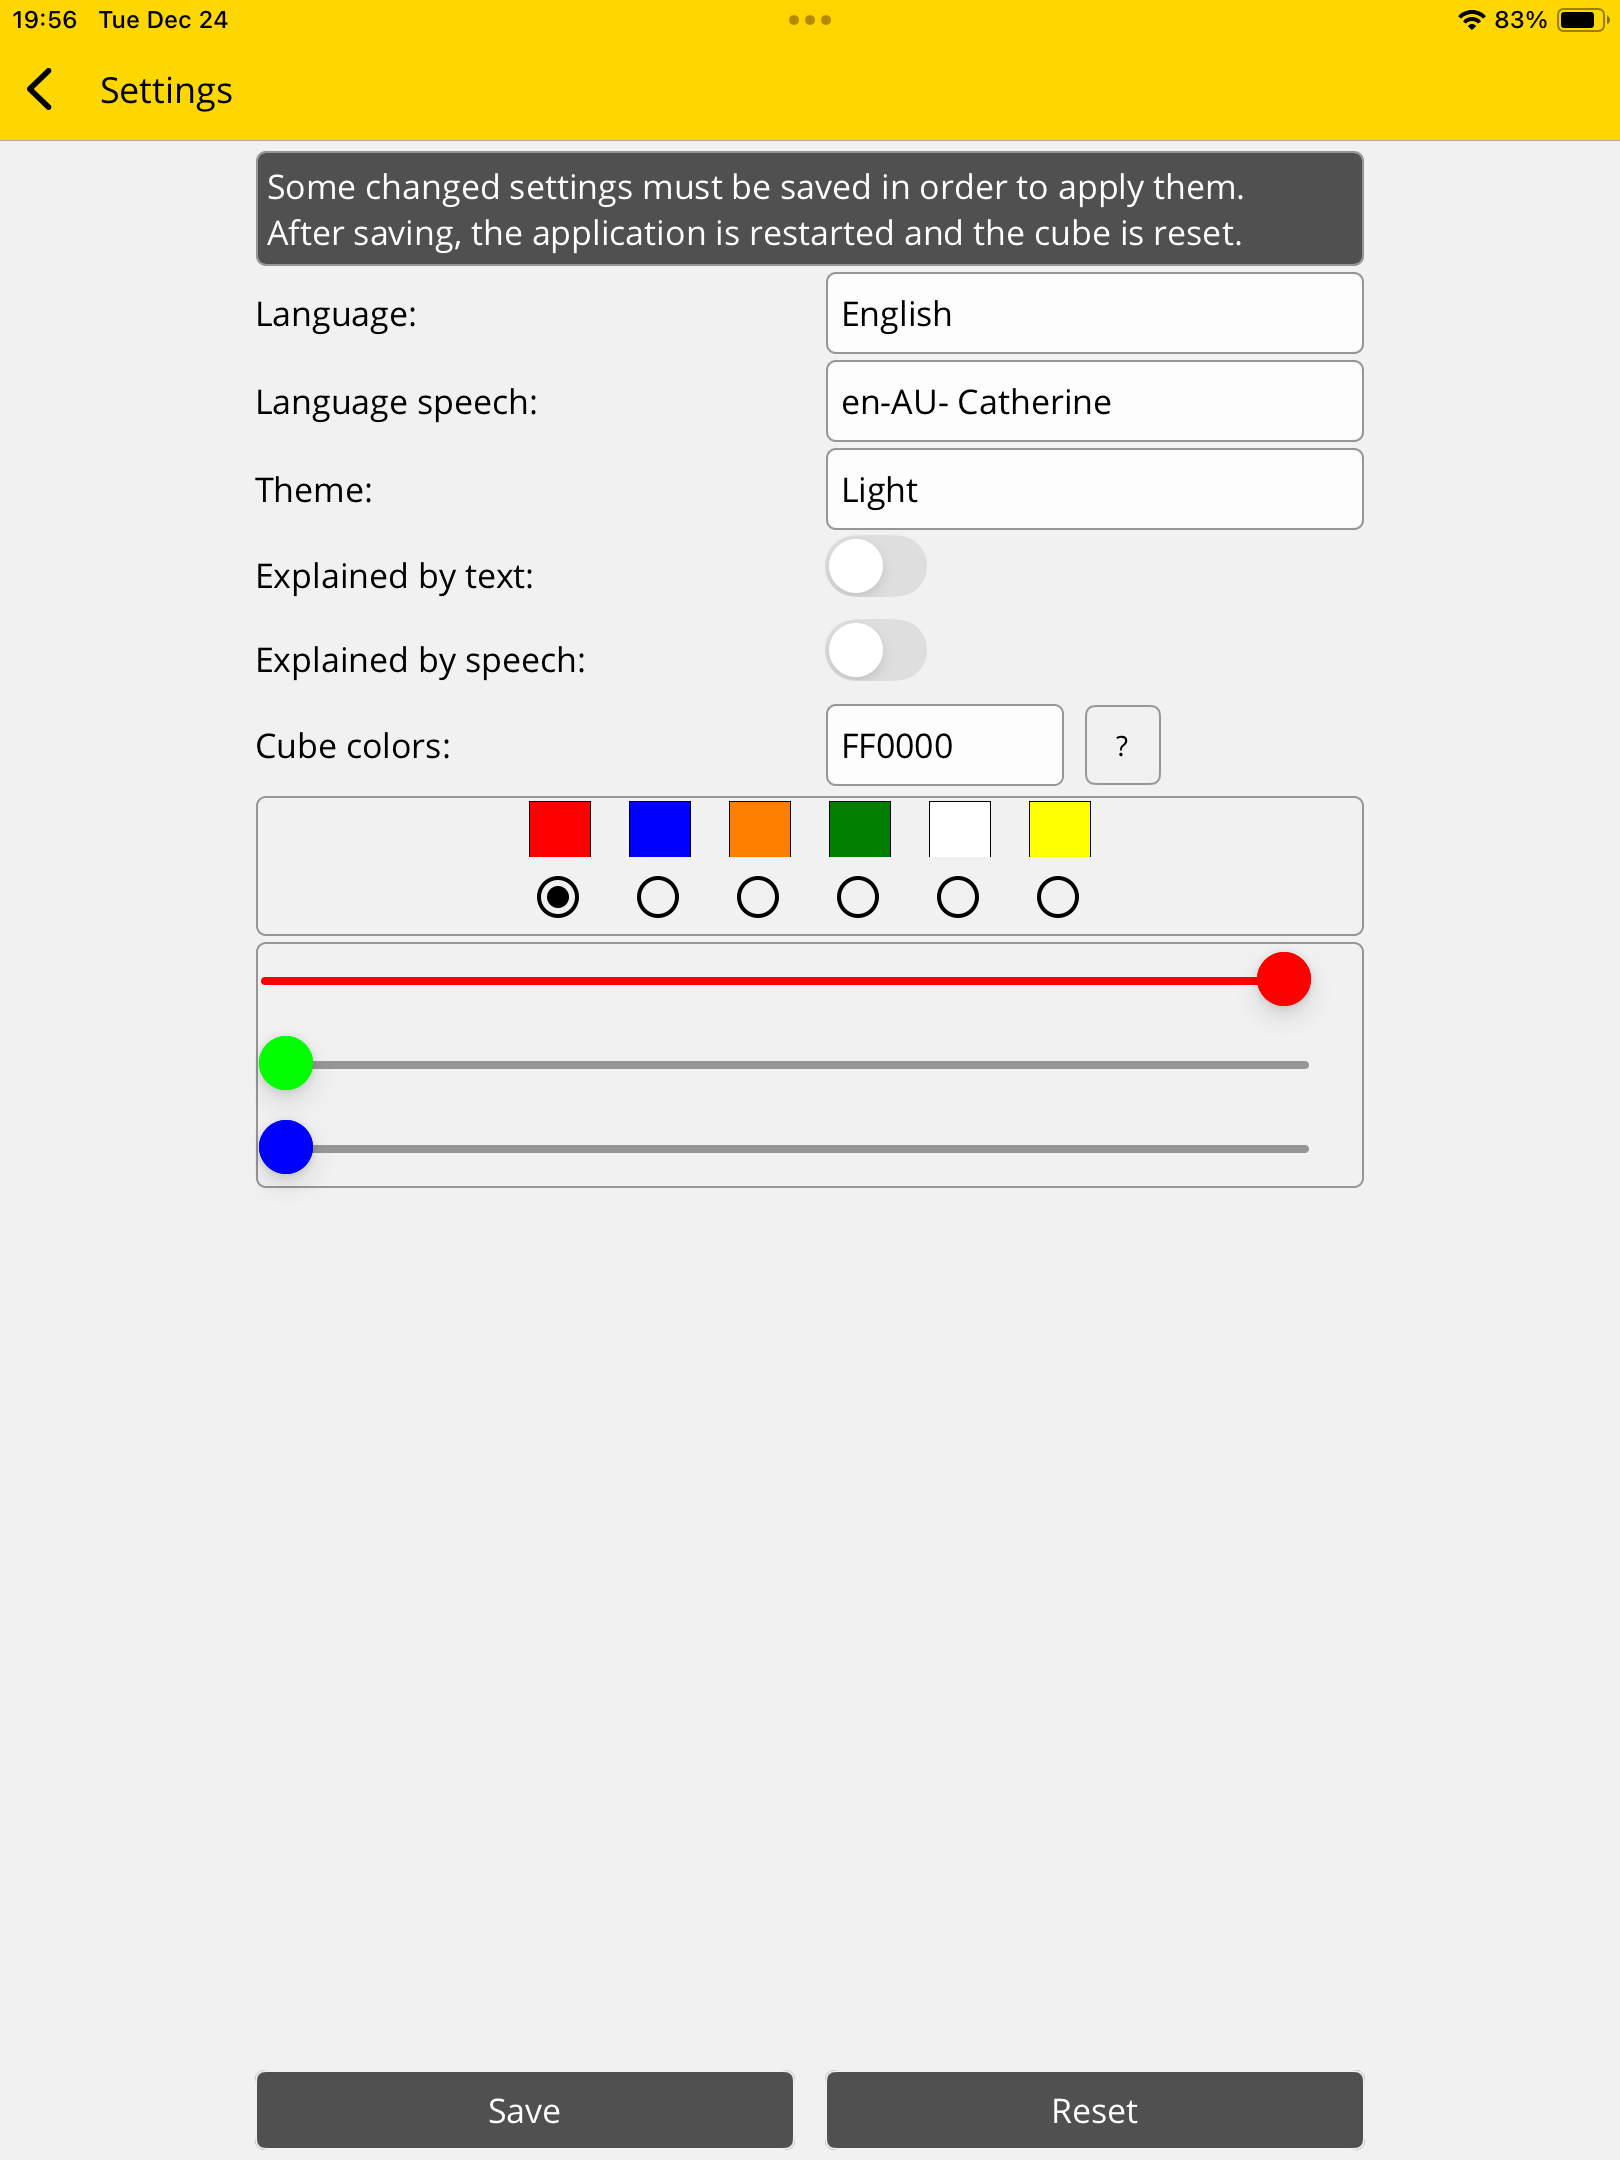 19:56 Tue Dec 24 83%
Settings
Some changed settings must be saved in order to apply them.
After saving, the application is restarted and the cube is reset.
Language: English
Language speech: en-AU- Catherine
Theme: Light
Explained by text:
Explained by speech:
Cube colors: FF0000 ?
Save Reset